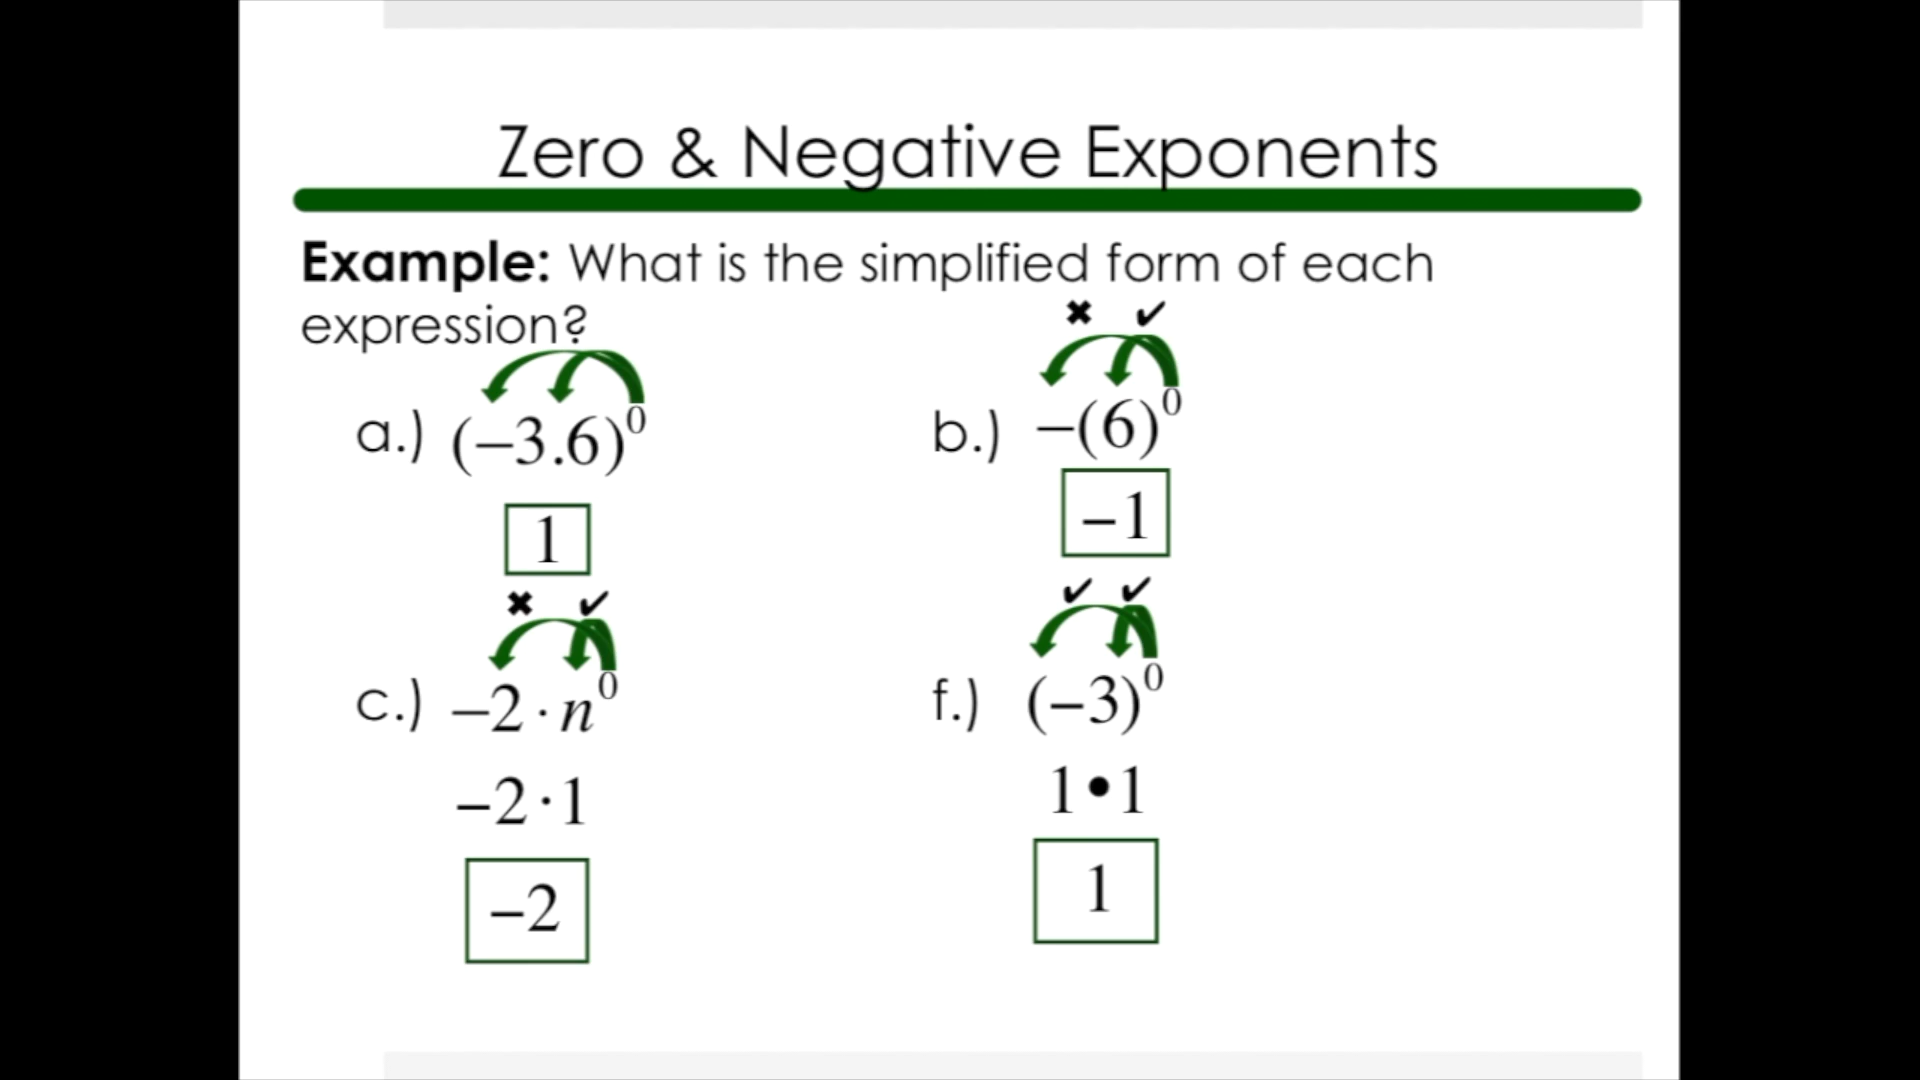 Zero & Negative Exponents
Example: What is the simplified form of each
expression?
✖ ✔
a.) (−3.6)⁰
b.) −(6)⁰
1
−1
✖ ✔
✔ ✔
c.) −2 · n⁰
f.) (−3)⁰
−2 · 1
1•1
−2
1